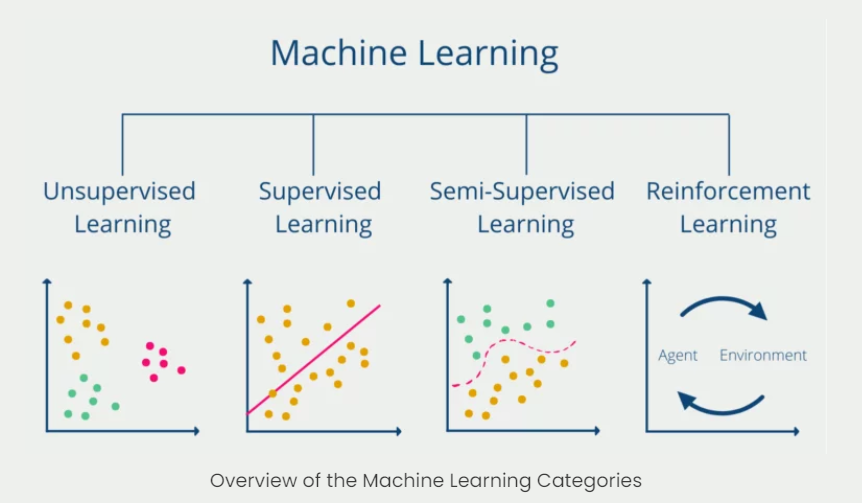 Machine Learning
Unsupervised
Learning
Supervised
Learning
Semi-Supervised
Learning
Reinforcement
Learning
Agent
Environment
Overview of the Machine Learning Categories